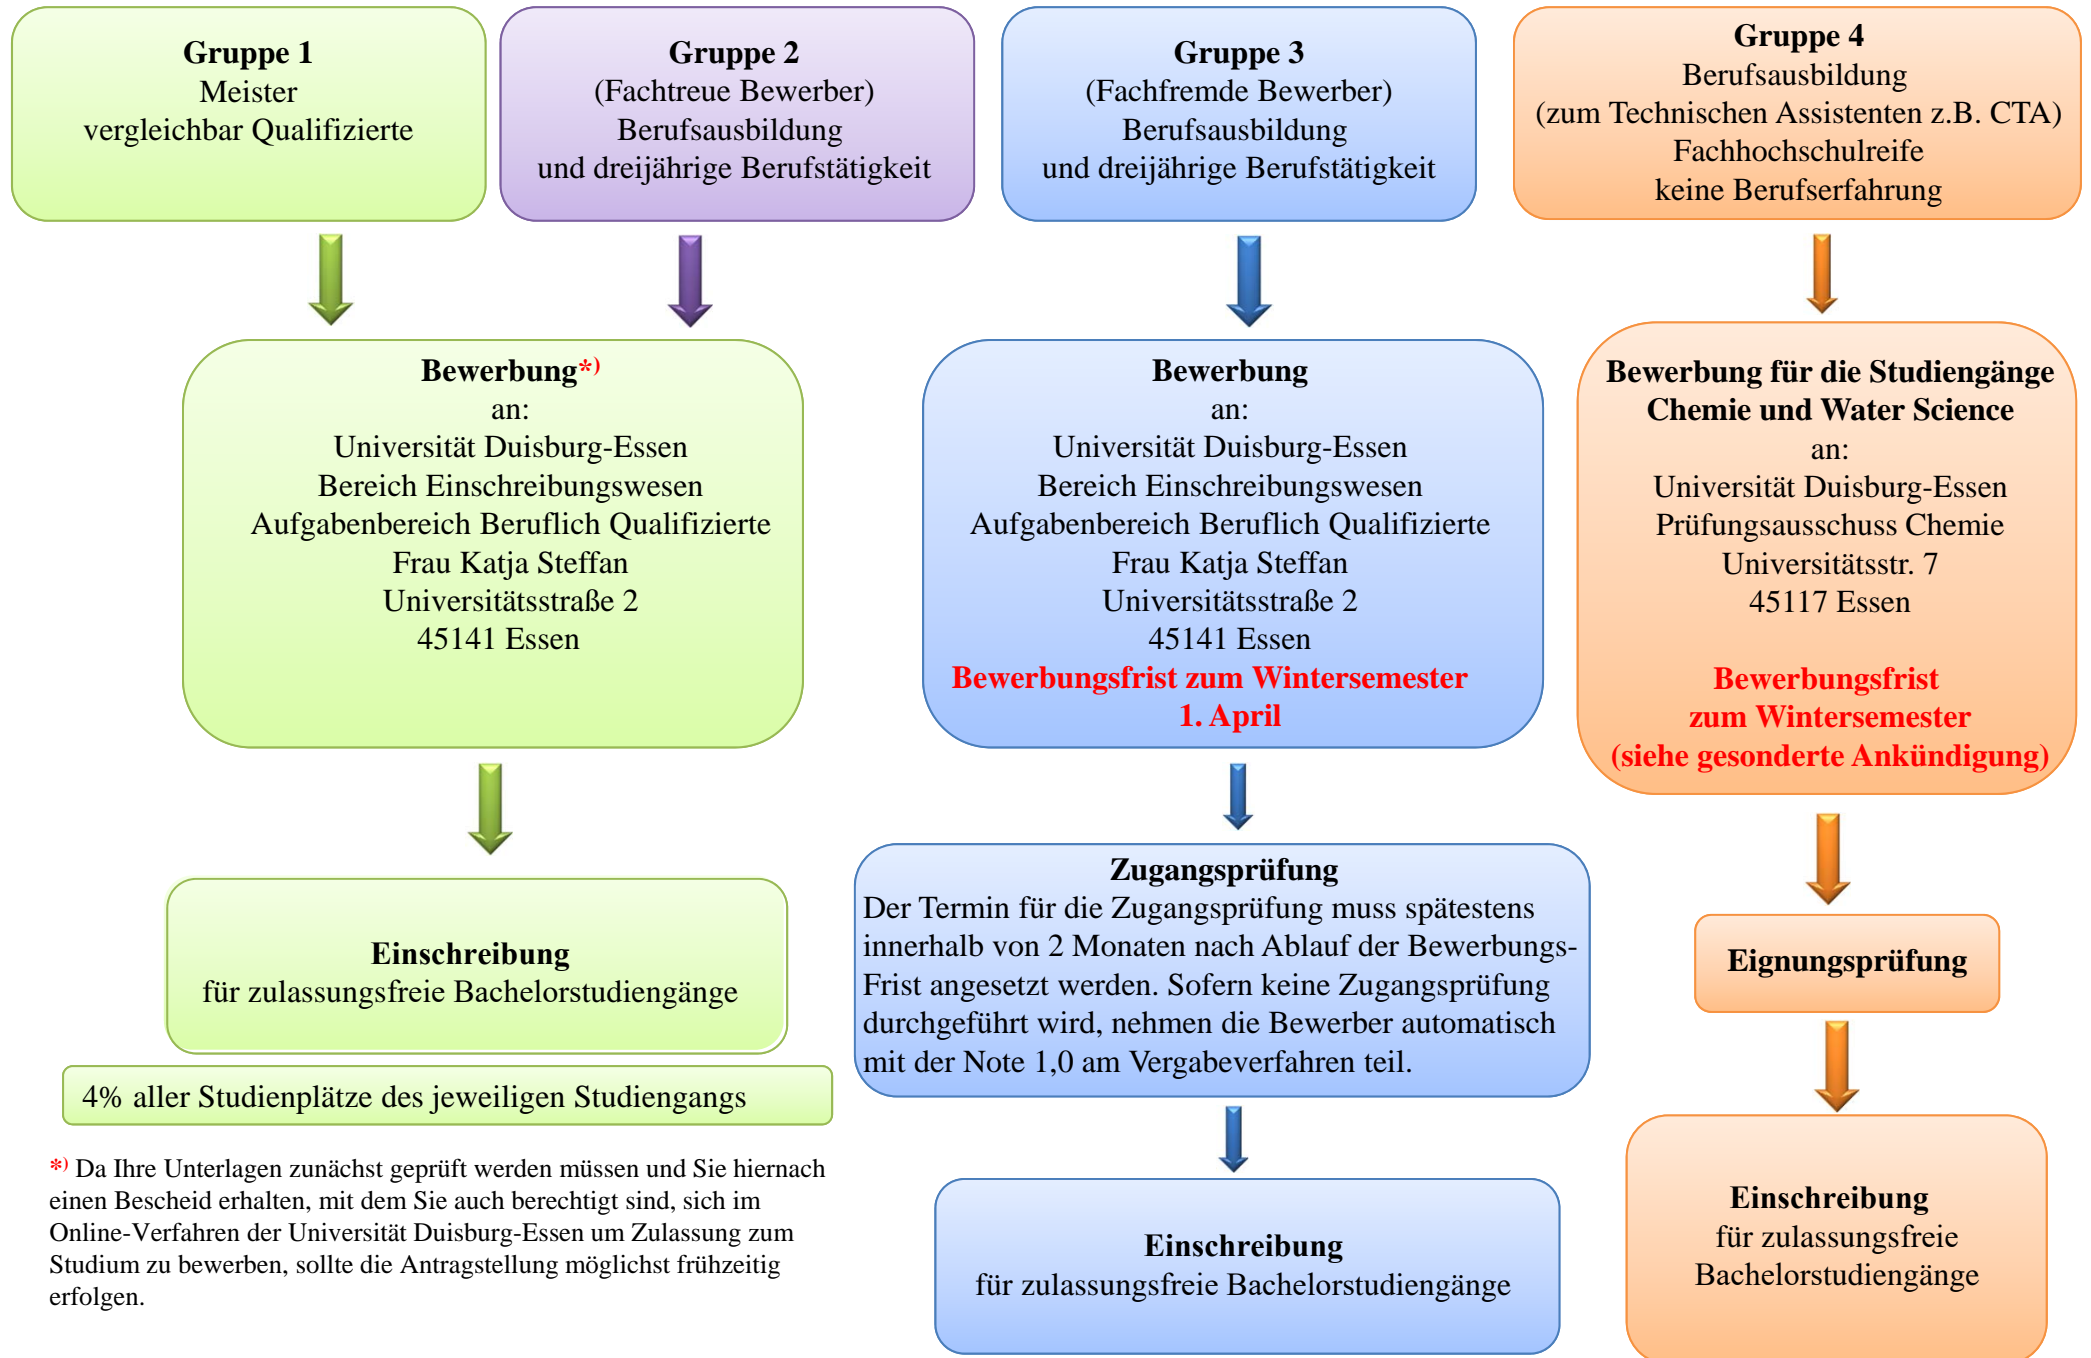 Gruppe 1
Meister
vergleichbar Qualifizierte
Gruppe 2
(Fachtreue Bewerber)
Berufsausbildung
und dreijährige Berufstätigkeit
Gruppe 3
(Fachfremde Bewerber)
Berufsausbildung
und dreijährige Berufstätigkeit
Gruppe 4
Berufsausbildung
(zum Technischen Assistenten z.B. CTA)
Fachhochschulreife
keine Berufserfahrung
Bewerbung*)
an:
Universität Duisburg-Essen
Bereich Einschreibungswesen
Aufgabenbereich Beruflich Qualifizierte
Frau Katja Steffan
Universitätsstraße 2
45141 Essen
Bewerbung
an:
Universität Duisburg-Essen
Bereich Einschreibungswesen
Aufgabenbereich Beruflich Qualifizierte
Frau Katja Steffan
Universitätsstraße 2
45141 Essen
Bewerbungsfrist zum Wintersemester
1. April
Bewerbung für die Studiengänge
Chemie und Water Science
an:
Universität Duisburg-Essen
Prüfungsausschuss Chemie
Universitätsstr. 7
45117 Essen
Bewerbungsfrist
zum Wintersemester
(siehe gesonderte Ankündigung)
Einschreibung
für zulassungsfreie Bachelorstudiengänge
4% aller Studienplätze des jeweiligen Studiengangs
*) Da Ihre Unterlagen zunächst geprüft werden müssen und Sie hiernach
einen Bescheid erhalten, mit dem Sie auch berechtigt sind, sich im
Online-Verfahren der Universität Duisburg-Essen um Zulassung zum
Studium zu bewerben, sollte die Antragstellung möglichst frühzeitig
erfolgen.
Zugangsprüfung
Der Termin für die Zugangsprüfung muss spätestens
innerhalb von 2 Monaten nach Ablauf der Bewerbungs-
Frist angesetzt werden. Sofern keine Zugangsprüfung
durchgeführt wird, nehmen die Bewerber automatisch
mit der Note 1,0 am Vergabeverfahren teil.
Einschreibung
für zulassungsfreie Bachelorstudiengänge
Eignungsprüfung
Einschreibung
für zulassungsfreie
Bachelorstudiengänge